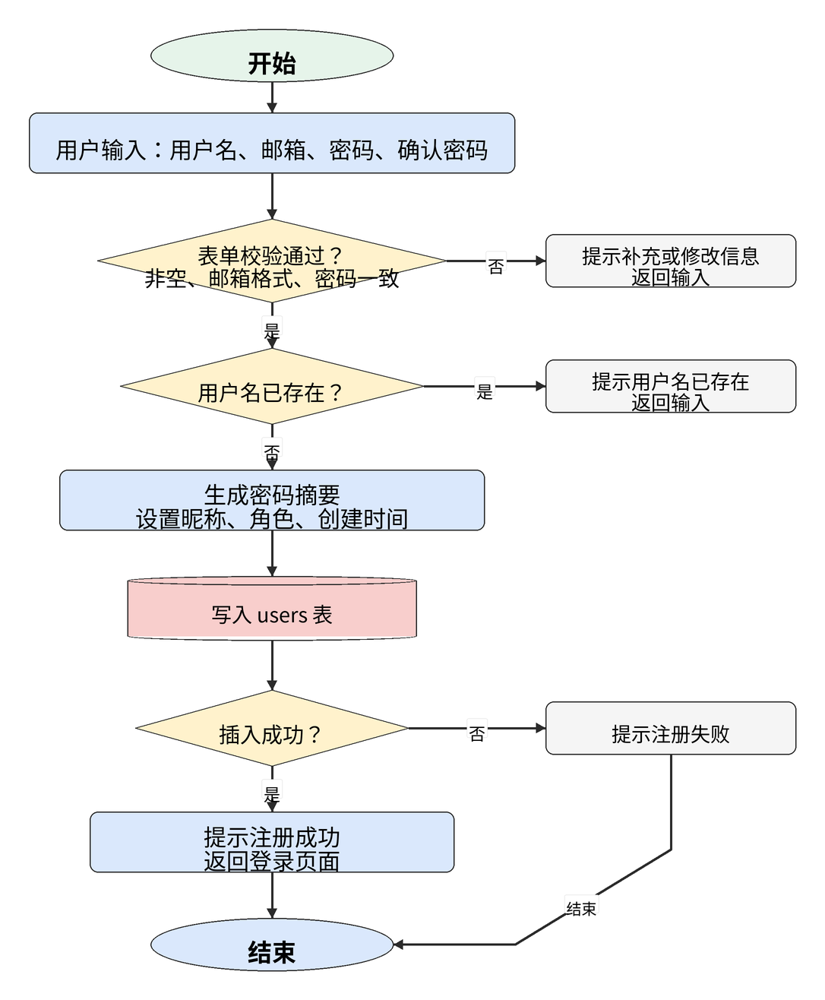 开始
用户输入：用户名、邮箱、密码、确认密码
表单校验通过？
非空、邮箱格式、密码一致
否
提示补充或修改信息
返回输入
是
用户名已存在？
是
提示用户名已存在
返回输入
否
生成密码摘要
设置昵称、角色、创建时间
写入 users 表
插入成功？
否
提示注册失败
是
提示注册成功
返回登录页面
结束
结束